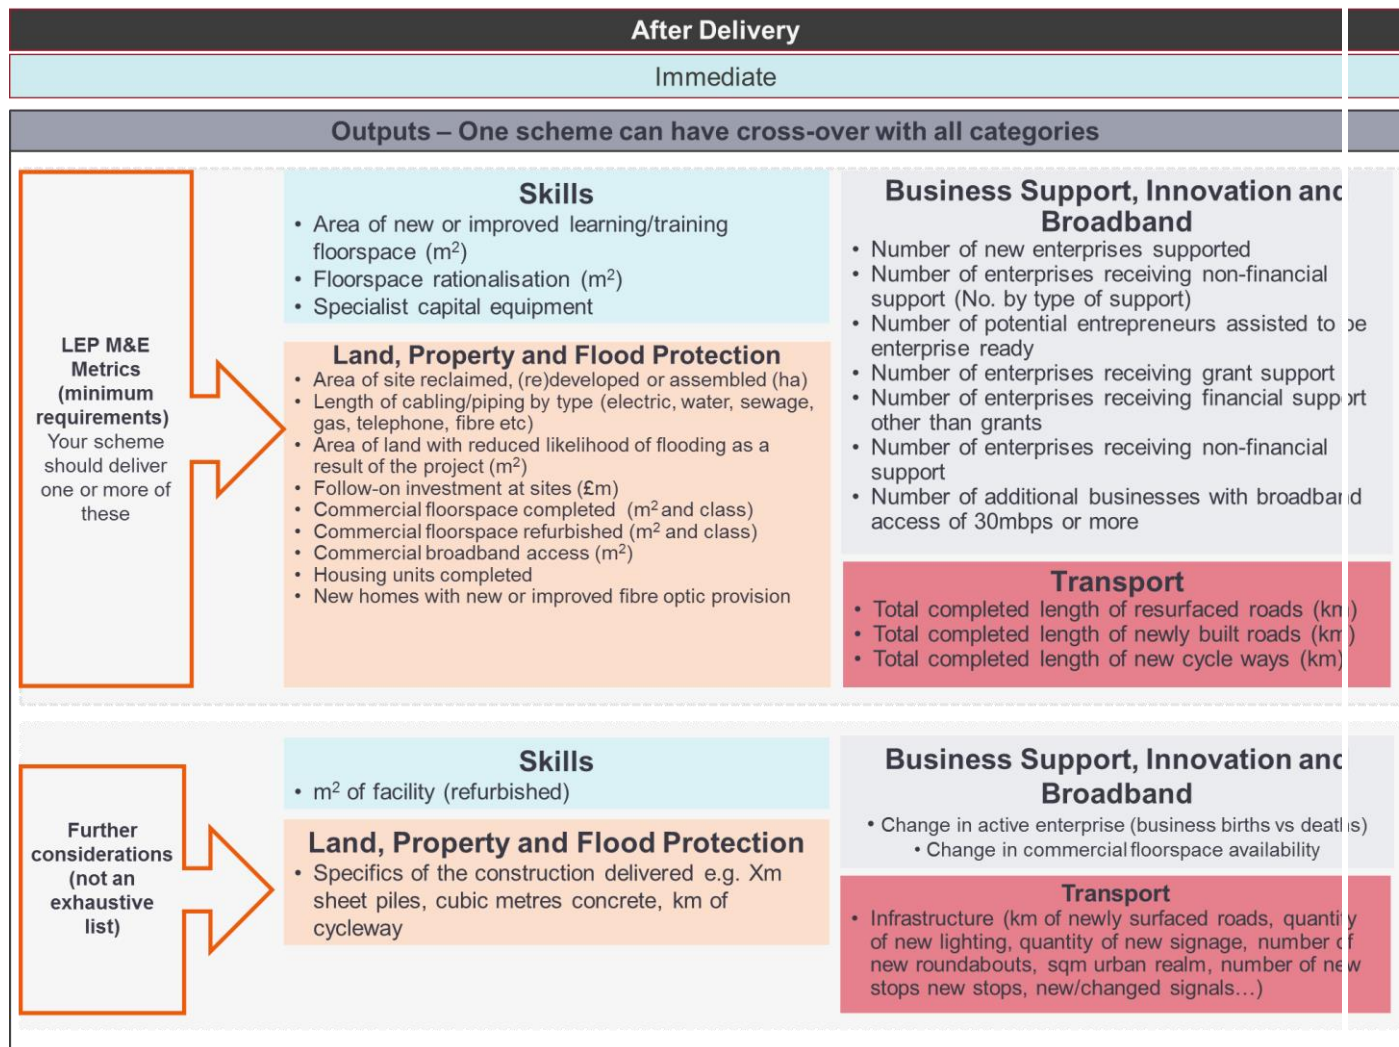 After Delivery
Immediate
Outputs – One scheme can have cross-over with all categories
LEP M&E
Metrics
(minimum
requirements)
Your scheme
should deliver
one or more of
these
Skills
• Area of new or improved learning/training
floorspace (m²)
• Floorspace rationalisation (m²)
• Specialist capital equipment
Land, Property and Flood Protection
• Area of site reclaimed, (re)developed or assembled (ha)
• Length of cabling/piping by type (electric, water, sewage,
gas, telephone, fibre etc)
• Area of land with reduced likelihood of flooding as a
result of the project (m²)
• Follow-on investment at sites (£m)
• Commercial floorspace completed (m² and class)
• Commercial floorspace refurbished (m² and class)
• Commercial broadband access (m²)
• Housing units completed
• New homes with new or improved fibre optic provision
Business Support, Innovation and
Broadband
• Number of new enterprises supported
• Number of enterprises receiving non-financial
support (No. by type of support)
• Number of potential entrepreneurs assisted to be
enterprise ready
• Number of enterprises receiving grant support
• Number of enterprises receiving financial support
other than grants
• Number of enterprises receiving non-financial
support
• Number of additional businesses with broadband
access of 30mbps or more
Transport
• Total completed length of resurfaced roads (km)
• Total completed length of newly built roads (km)
• Total completed length of new cycle ways (km)
Further
considerations
(not an
exhaustive
list)
Skills
• m² of facility (refurbished)
Land, Property and Flood Protection
• Specifics of the construction delivered e.g. Xm
sheet piles, cubic metres concrete, km of
cycleway
Business Support, Innovation and
Broadband
• Change in active enterprise (business births vs deaths)
• Change in commercial floorspace availability
Transport
• Infrastructure (km of newly surfaced roads, quantity
of new lighting, quantity of new signage, number of
new roundabouts, sqm urban realm, number of new
stops new stops, new/changed signals…)